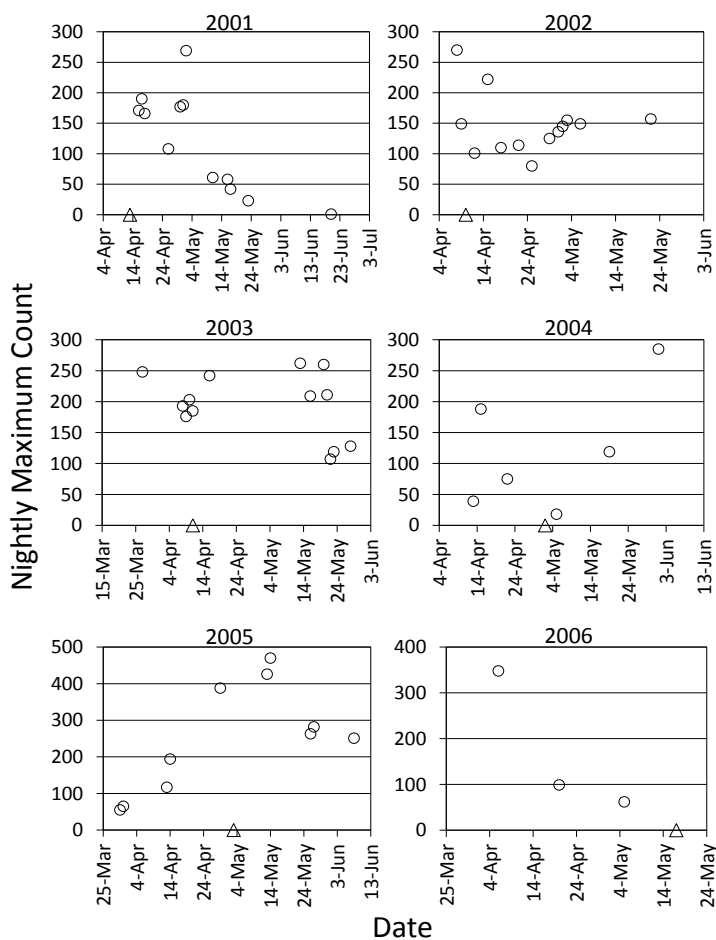 2001
300
250
200
150
100
50
0
4-Apr
14-Apr
24-Apr
4-May
14-May
24-May
3-Jun
13-Jun
23-Jun
3-Jul
2002
300
250
200
150
100
50
0
4-Apr
14-Apr
24-Apr
4-May
14-May
24-May
3-Jun
Nightly Maximum Count
2003
300
250
200
150
100
50
0
15-Mar
25-Mar
4-Apr
14-Apr
24-Apr
4-May
14-May
24-May
3-Jun
2004
300
250
200
150
100
50
0
4-Apr
14-Apr
24-Apr
4-May
14-May
24-May
3-Jun
13-Jun
2005
500
400
300
200
100
0
25-Mar
4-Apr
14-Apr
24-Apr
4-May
14-May
24-May
3-Jun
13-Jun
2006
400
300
200
100
0
25-Mar
4-Apr
14-Apr
24-Apr
4-May
14-May
24-May
Date